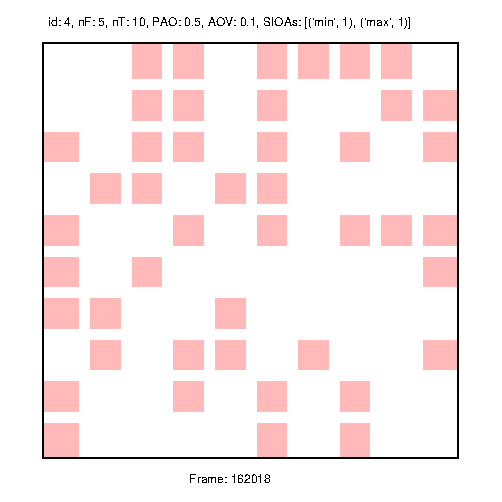 id: 4, nF: 5, nT: 10, PAO: 0.5, AOV: 0.1, SIOAs: [('min', 1), ('max', 1)]
Frame: 162018